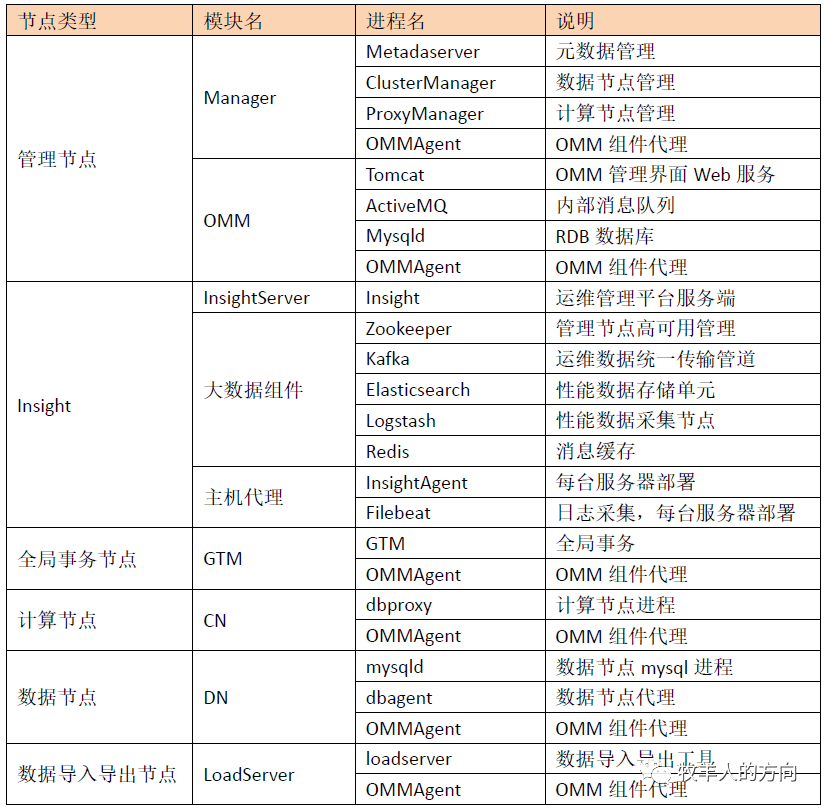 节点类型 模块名 进程名 说明
管理节点 Manager Metadaserver 元数据管理
ClusterManager 数据节点管理
ProxyManager 计算节点管理
OMMAgent OMM 组件代理
OMM Tomcat OMM 管理界面 Web 服务
ActiveMQ 内部消息队列
Mysqld RDB 数据库
OMMAgent OMM 组件代理
Insight InsightServer Insight 运维管理平台服务端
大数据组件 Zookeeper 管理节点高可用管理
Kafka 运维数据统一传输管道
Elasticsearch 性能数据存储单元
Logstash 性能数据采集节点
Redis 消息缓存
主机代理 InsightAgent 每台服务器部署
Filebeat 日志采集，每台服务器部署
全局事务节点 GTM GTM 全局事务
OMMAgent OMM 组件代理
计算节点 CN dbproxy 计算节点进程
OMMAgent OMM 组件代理
数据节点 DN mysqld 数据节点 mysql 进程
dbagent 数据节点代理
OMMAgent OMM 组件代理
数据导入导出节点 LoadServer loadserver 数据导入导出工具
OMMAgent OMM 组件代理
牧羊人的方向